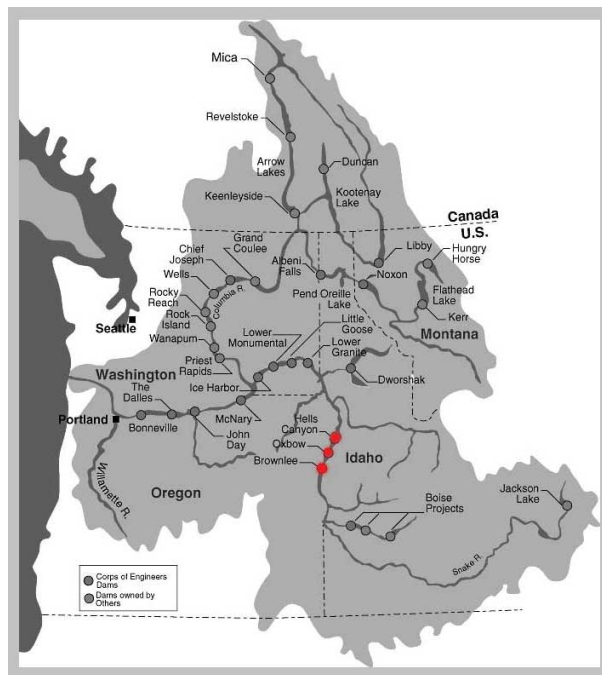 Mica
Revelstoke
Arrow
Lakes
Duncan
Keenleyside
Kootenay
Lake
Canada
U.S.
Grand
Coulee
Chief
Joseph
Wells
Albeni
Falls
Libby
Hungry
Horse
Noxon
Rocky
Reach
Columbia R.
Pend Oreille
Lake
Flathead
Lake
Rook
Island
Seattle
Kerr
Wanapum
Little
Goose
Lower
Monumental
Montana
Priest
Rapids
Lower
Granite
Washington
Ice Harbor
Dworshak
The
Dalles
Portland
Bonneville
McNary
John
Day
Hells
Canyon
Oxbow
Brownlee
Idaho
Willamette R.
Oregon
Boise
Projects
Jackson
Lake
Snake R.
Corps of Engineers
Dams
Dams owned by
Others